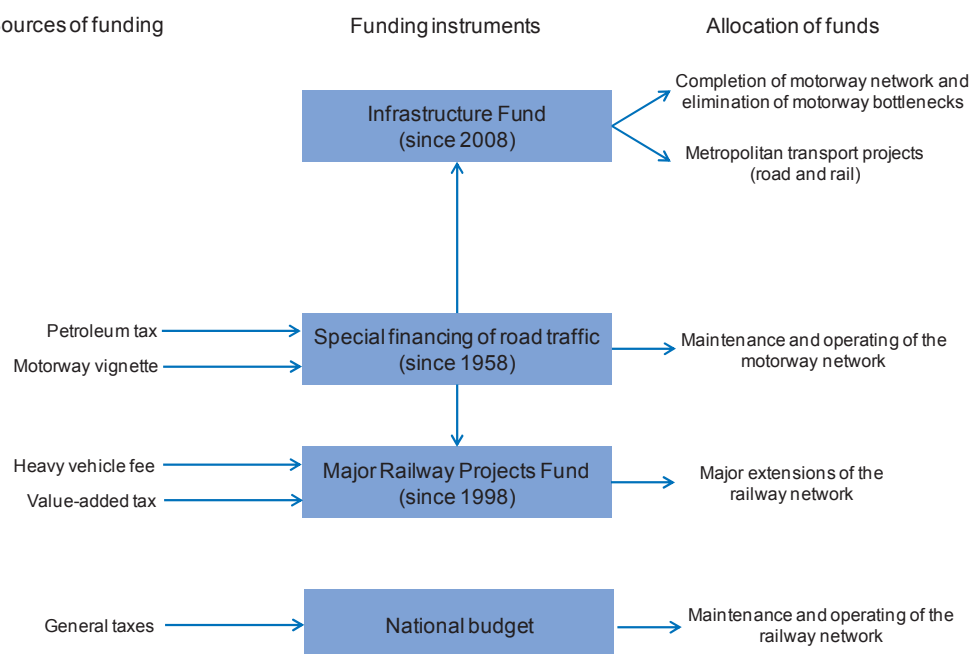 Sources of funding
Funding instruments
Allocation of funds
Infrastructure Fund
(since 2008)
Completion of motorway network and
elimination of motorway bottlenecks
Metropolitan transport projects
(road and rail)
Petroleum tax
Motorway vignette
Special financing of road traffic
(since 1958)
Maintenance and operating of the
motorway network
Heavy vehicle fee
Value-added tax
Major Railway Projects Fund
(since 1998)
Major extensions of the
railway network
General taxes
National budget
Maintenance and operating of the
railway network